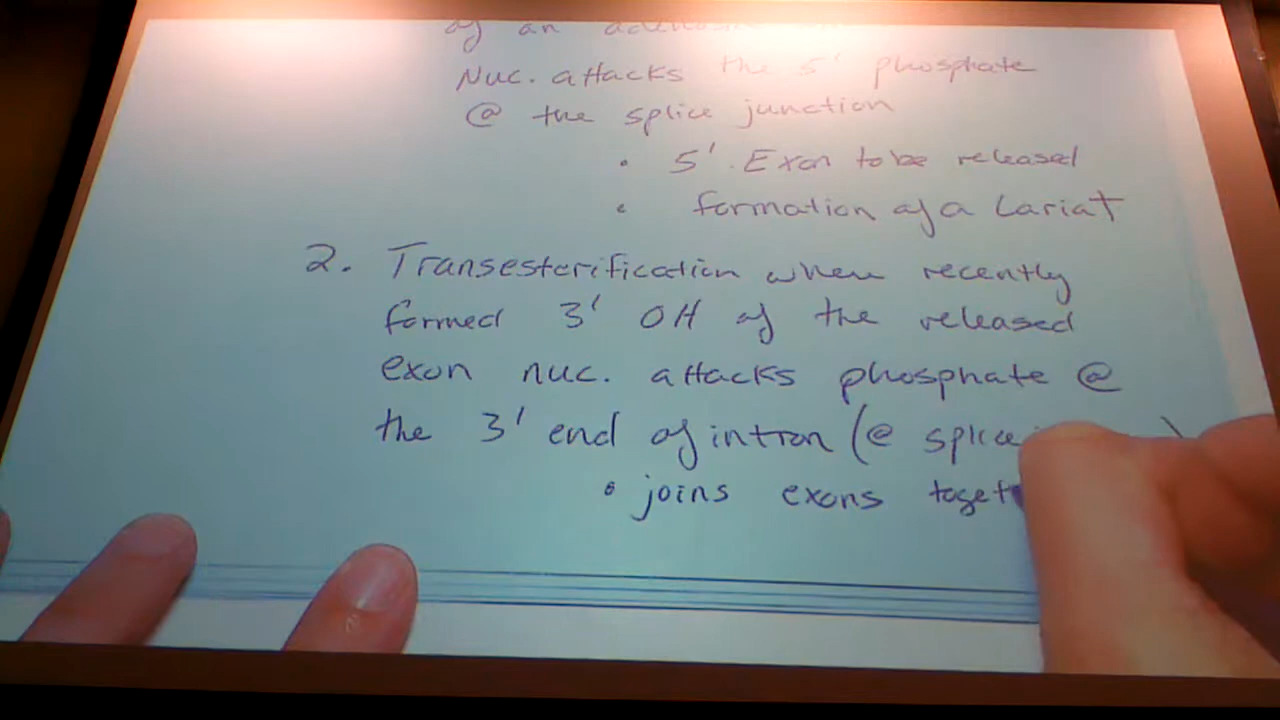 of an
Nuc. attacks the 5' phosphate
@ the splice junction
• 5' Exon to be released
• formation of a Lariat
2. Transesterification when recently
formed 3' OH of the released
exon nuc. attacks phosphate @
the 3' end of intron (@ splice )
• joins exons toget